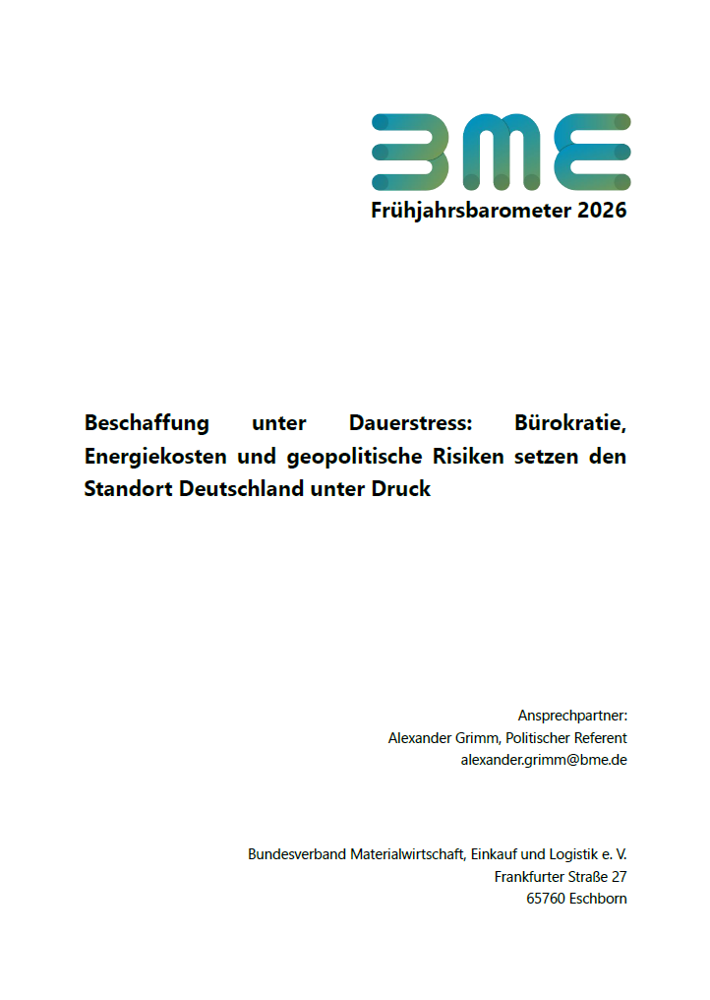 BME
Frühjahrsbarometer 2026
Beschaffung unter Dauerstress: Bürokratie,
Energiekosten und geopolitische Risiken setzen den
Standort Deutschland unter Druck
Ansprechpartner:
Alexander Grimm, Politischer Referent
alexander.grimm@bme.de
Bundesverband Materialwirtschaft, Einkauf und Logistik e. V.
Frankfurter Straße 27
65760 Eschborn